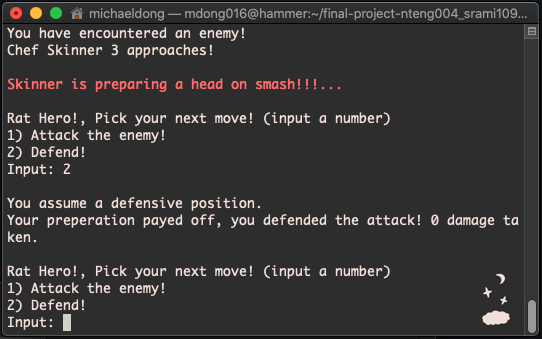 michaeldong — mdong016@hammer:~/final-project-nteng004_srami109...
You have encountered an enemy!
Chef Skinner 3 approaches!
Skinner is preparing a head on smash!!!...
Rat Hero!, Pick your next move! (input a number)
1) Attack the enemy!
2) Defend!
Input: 2
You assume a defensive position.
Your preperation payed off, you defended the attack! 0 damage ta
ken.
Rat Hero!, Pick your next move! (input a number)
1) Attack the enemy!
2) Defend!
Input: